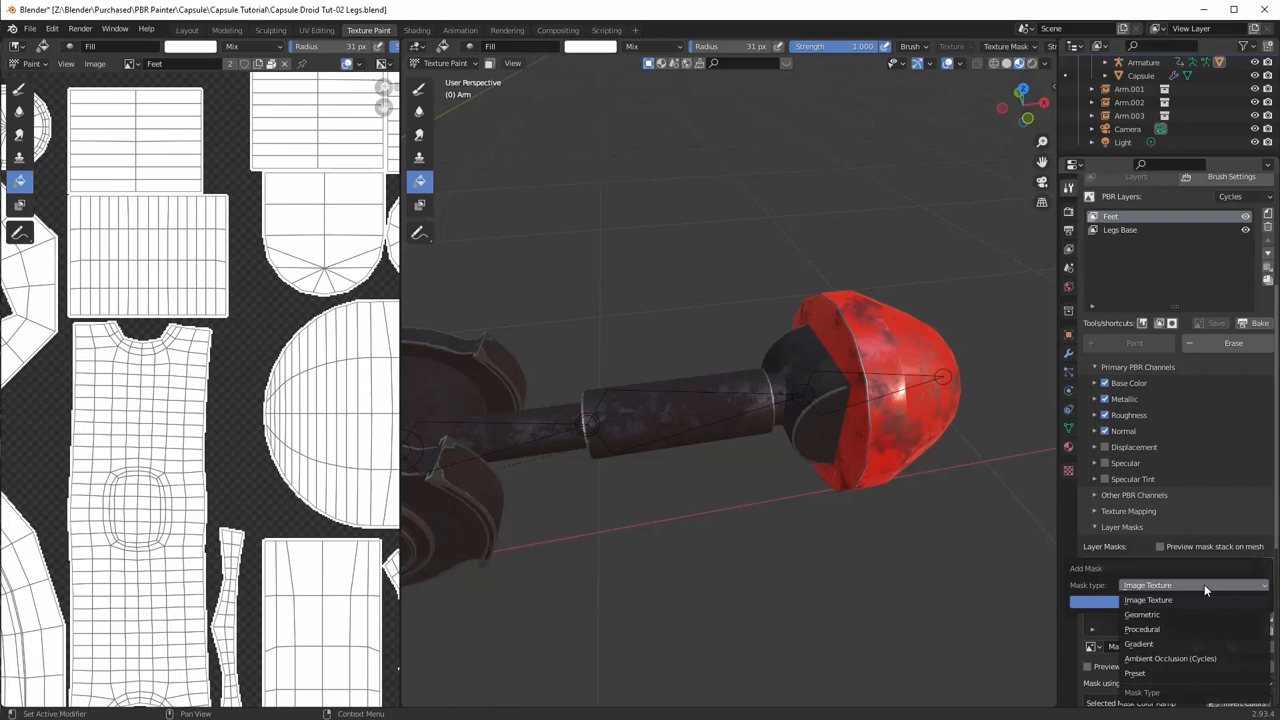 Blender* [Z:\Blender\Purchased\PBR Painter\Capsule\Capsule Tutorial\Capsule Droid Tut-02 Legs.blend]
File Edit Render Window Help Layout Modeling Sculpting UV Editing Texture Paint Shading Animation Rendering Compositing Scripting Scene View Layer
Fill Mix Radius 31 px Fill Mix Radius 31 px Strength 1.000 Brush Texture Texture Mask
Paint View Image Feet 2 Texture Paint View
User Perspective
(0) Arm
Armature
Capsule
Arm.001
Arm.002
Arm.003
Camera
Light
Layers Brush Settings
PBR Layers: Cycles
Feet
Legs Base
Tools/shortcuts: Save Bake
Paint Erase
Primary PBR Channels
Base Color
Metallic
Roughness
Normal
Displacement
Specular
Specular Tint
Other PBR Channels
Texture Mapping
Layer Masks
Layer Masks: Preview mask stack on mesh
Add Mask
Mask type: Image Texture
Image Texture
Geometric
Procedural
Gradient
Ambient Occlusion (Cycles)
Preset
Mask Type
Set Active Modifier Pan View Context Menu 2.93.4